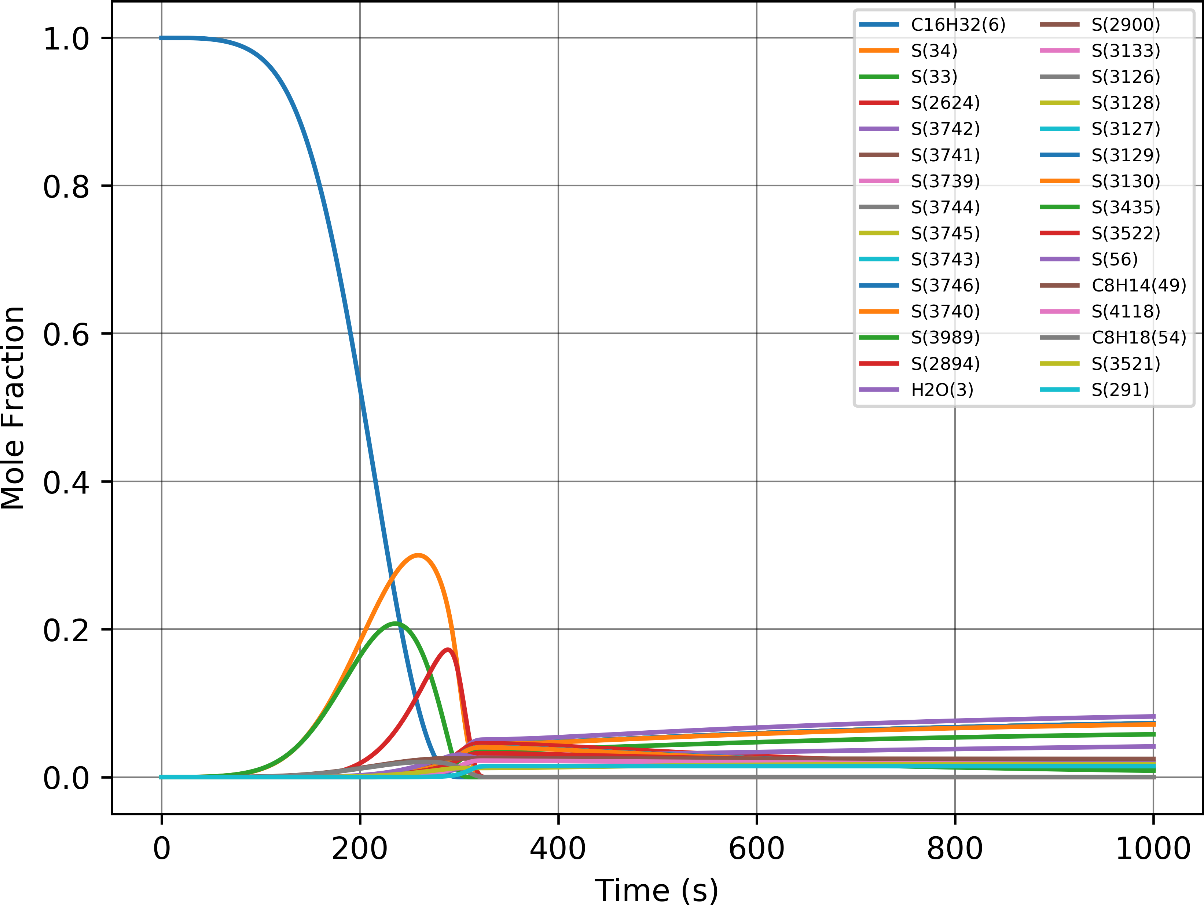 1.0
0.8
0.6
0.4
0.2
0.0
Mole Fraction
0
200
400
600
800
1000
Time (s)
C16H32(6)
S(34)
S(33)
S(2624)
S(3742)
S(3741)
S(3739)
S(3744)
S(3745)
S(3743)
S(3746)
S(3740)
S(3989)
S(2894)
H2O(3)
S(2900)
S(3133)
S(3126)
S(3128)
S(3127)
S(3129)
S(3130)
S(3435)
S(3522)
S(56)
C8H14(49)
S(4118)
C8H18(54)
S(3521)
S(291)